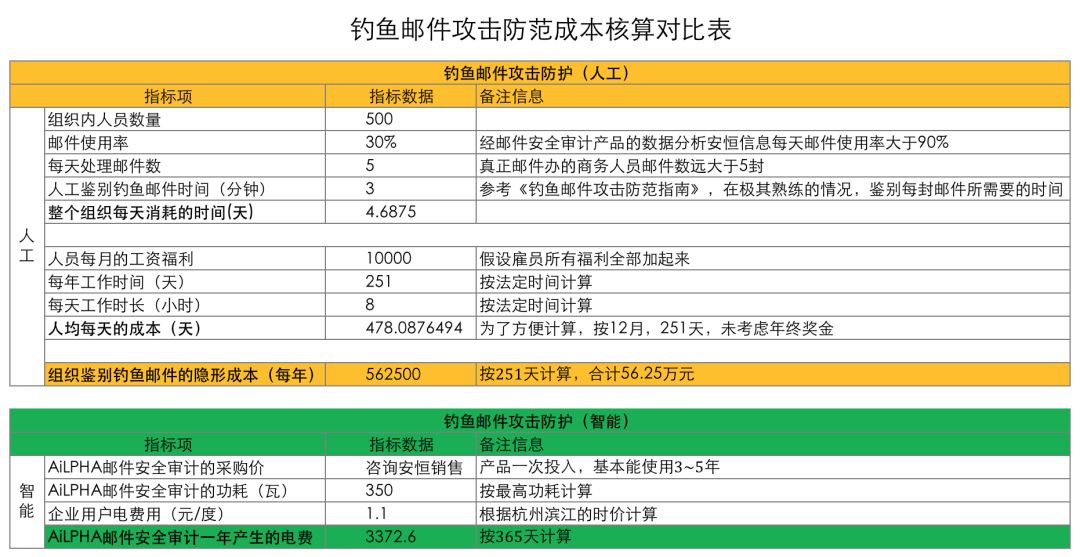 钓鱼邮件攻击防范成本核算对比表
钓鱼邮件攻击防护（人工）
指标项 指标数据 备注信息
人工
组织内人员数量 500
邮件使用率 30% 经邮件安全审计产品的数据分析安恒信息每天邮件使用率大于90%
每天处理邮件数 5 真正邮件办的商务人员邮件数远大于5封
人工鉴别钓鱼邮件时间（分钟） 3 参考《钓鱼邮件攻击防范指南》，在极其熟练的情况，鉴别每封邮件所需要的时间
整个组织每天消耗的时间(天) 4.6875
人员每月的工资福利 10000 假设雇员所有福利全部加起来
每年工作时间（天） 251 按法定时间计算
每天工作时长（小时） 8 按法定时间计算
人均每天的成本（天） 478.0876494 为了方便计算，按12月，251天，未考虑年终奖金
组织鉴别钓鱼邮件的隐形成本（每年） 562500 按251天计算，合计56.25万元
钓鱼邮件攻击防护（智能）
指标项 指标数据 备注信息
智能
AiLPHA邮件安全审计的采购价 咨询安恒销售 产品一次投入，基本能使用3~5年
AiLPHA邮件安全审计的功耗（瓦） 350 按最高功耗计算
企业用户电费用（元/度） 1.1 根据杭州滨江的时价计算
AiLPHA邮件安全审计一年产生的电费 3372.6 按365天计算